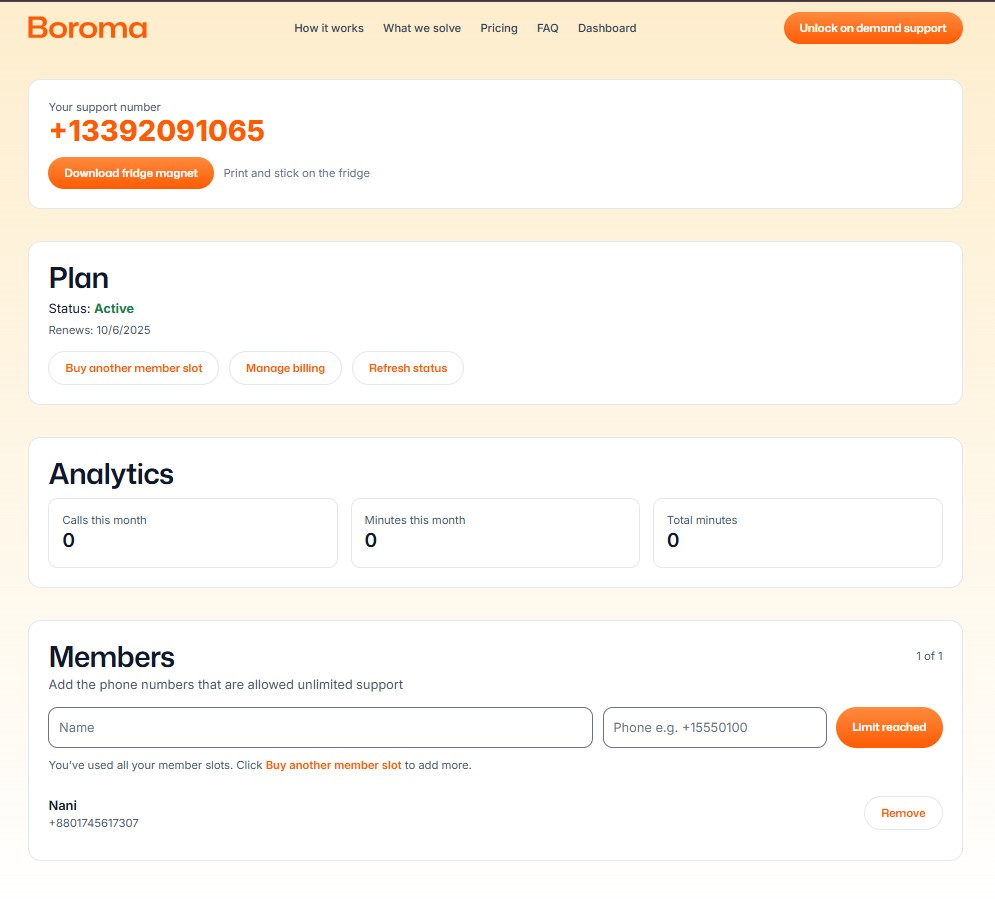 Boroma
How it works What we solve Pricing FAQ Dashboard
Unlock on demand support
Your support number
+13392091065
Download fridge magnet Print and stick on the fridge
Plan
Status: Active
Renews: 10/6/2025
Buy another member slot Manage billing Refresh status
Analytics
Calls this month
0
Minutes this month
0
Total minutes
0
Members
1 of 1
Add the phone numbers that are allowed unlimited support
Name Phone e.g. +15550100 Limit reached
You've used all your member slots. Click Buy another member slot to add more.
Nani
+8801745617307
Remove